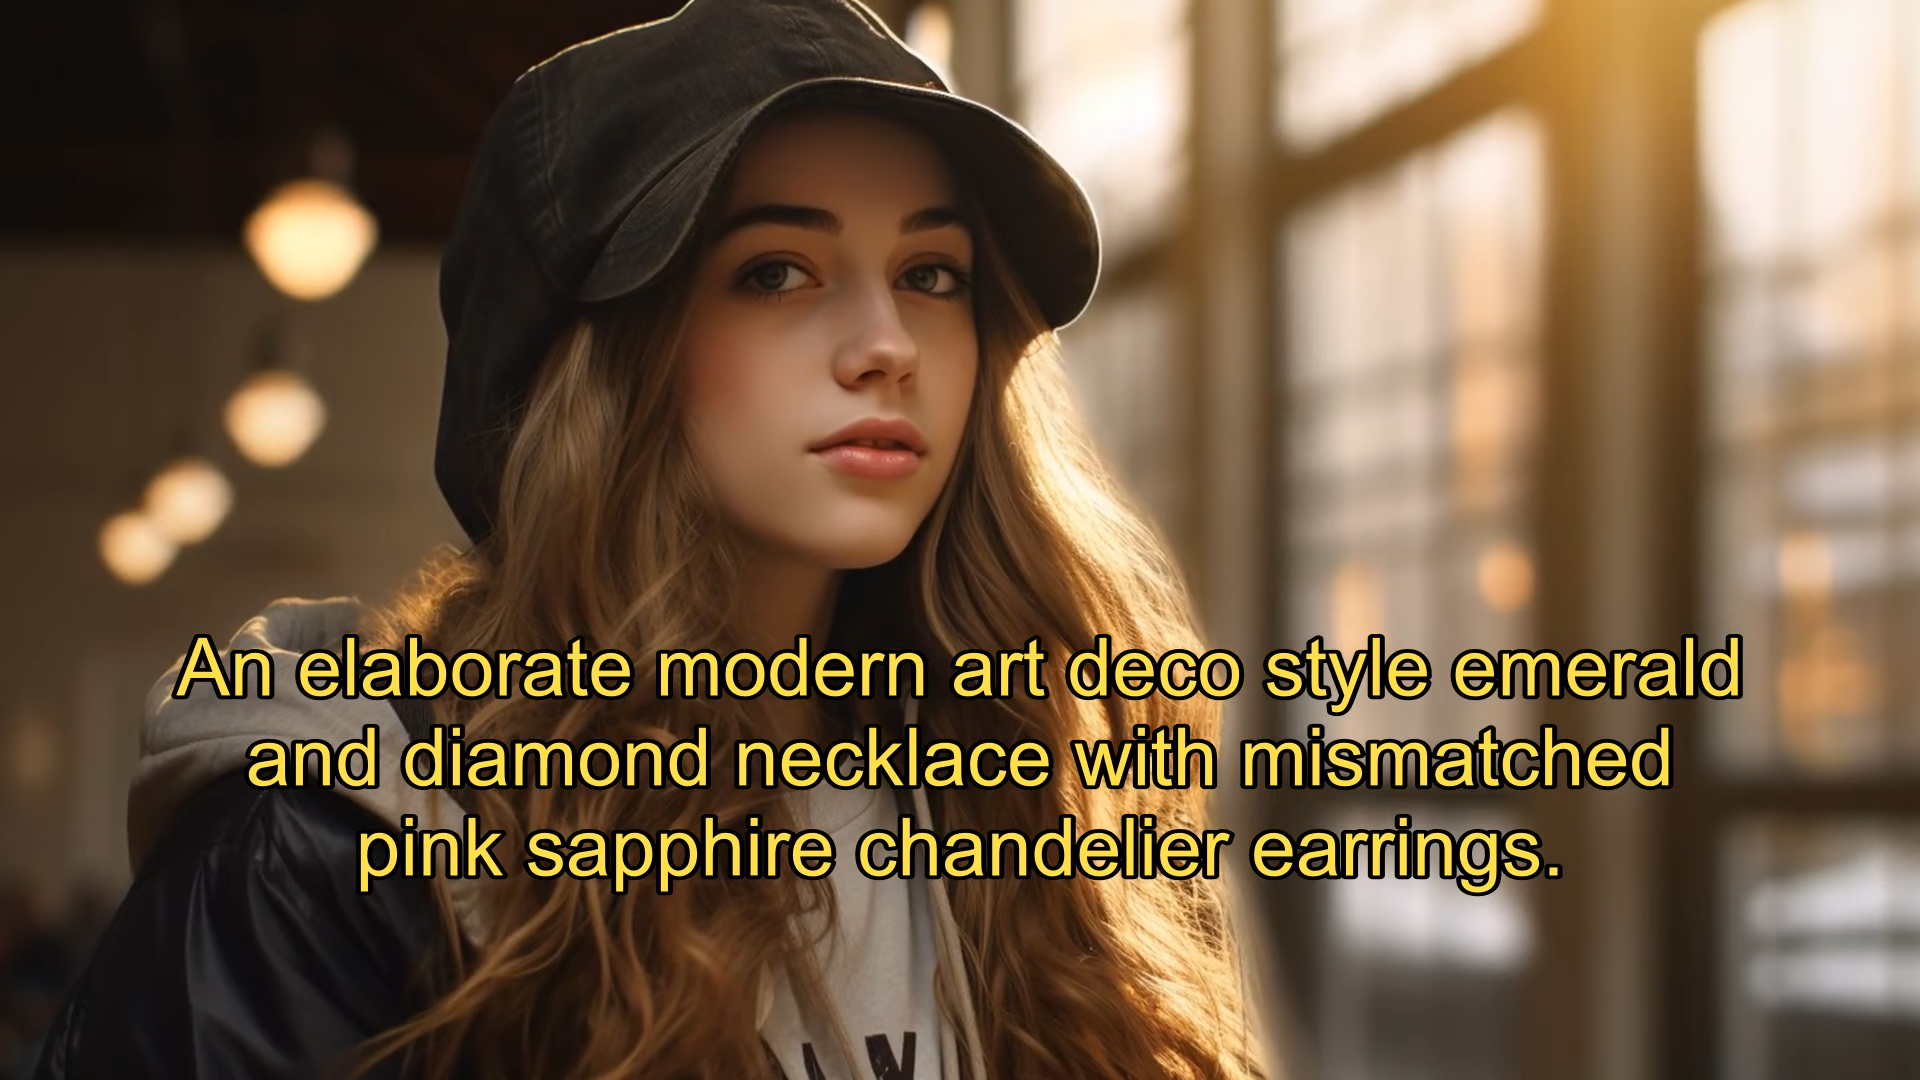 An elaborate modern art deco style emerald
and diamond necklace with mismatched
pink sapphire chandelier earrings.